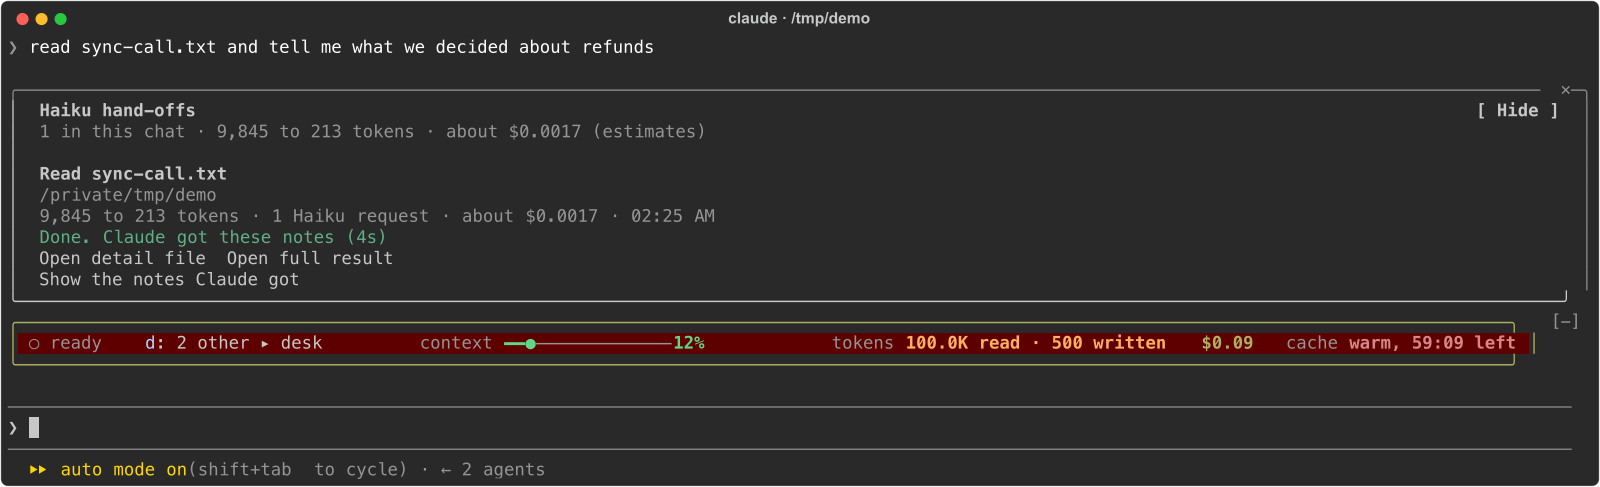 claude · /tmp/demo
❯ read sync-call.txt and tell me what we decided about refunds
×
Haiku hand-offs [ Hide ]
1 in this chat · 9,845 to 213 tokens · about $0.0017 (estimates)
Read sync-call.txt
/private/tmp/demo
9,845 to 213 tokens · 1 Haiku request · about $0.0017 · 02:25 AM
Done. Claude got these notes (4s)
Open detail file  Open full result
Show the notes Claude got
[-]
○ ready d: 2 other ▸ desk context 12% tokens 100.0K read · 500 written $0.09 cache warm, 59:09 left
❯
▸▸ auto mode on(shift+tab  to cycle) · ← 2 agents